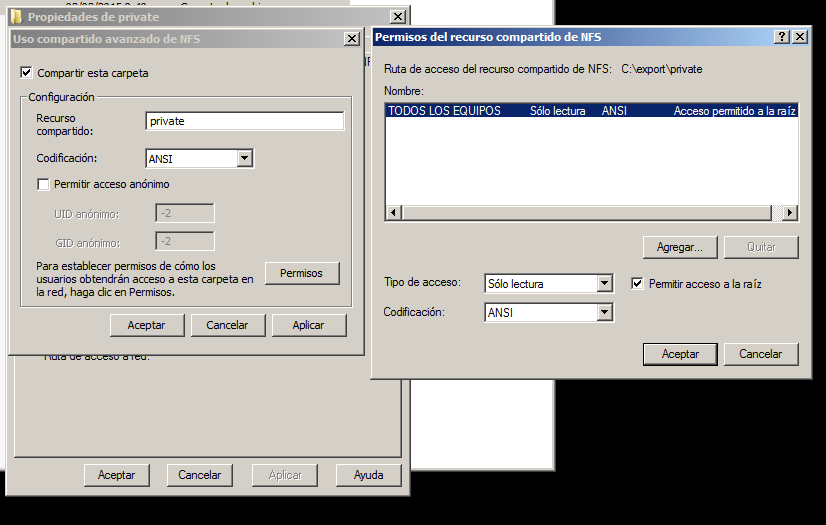 Propiedades de private
Uso compartido avanzado de NFS
Compartir esta carpeta
Configuración
Recurso
compartido:
private
Codificación:
ANSI
Permitir acceso anónimo
UID anónimo:
-2
GID anónimo:
-2
Para establecer permisos de cómo los
usuarios obtendrán acceso a esta carpeta en
la red, haga clic en Permisos.
Permisos
Aceptar
Cancelar
Aplicar
Ruta de acceso a red:
Aceptar
Cancelar
Aplicar
Ayuda
Permisos del recurso compartido de NFS
Ruta de acceso del recurso compartido de NFS: C:\export\private
Nombre:
TODOS LOS EQUIPOS Sólo lectura ANSI Acceso permitido a la raíz
Agregar...
Quitar
Tipo de acceso:
Sólo lectura
Permitir acceso a la raíz
Codificación:
ANSI
Aceptar
Cancelar